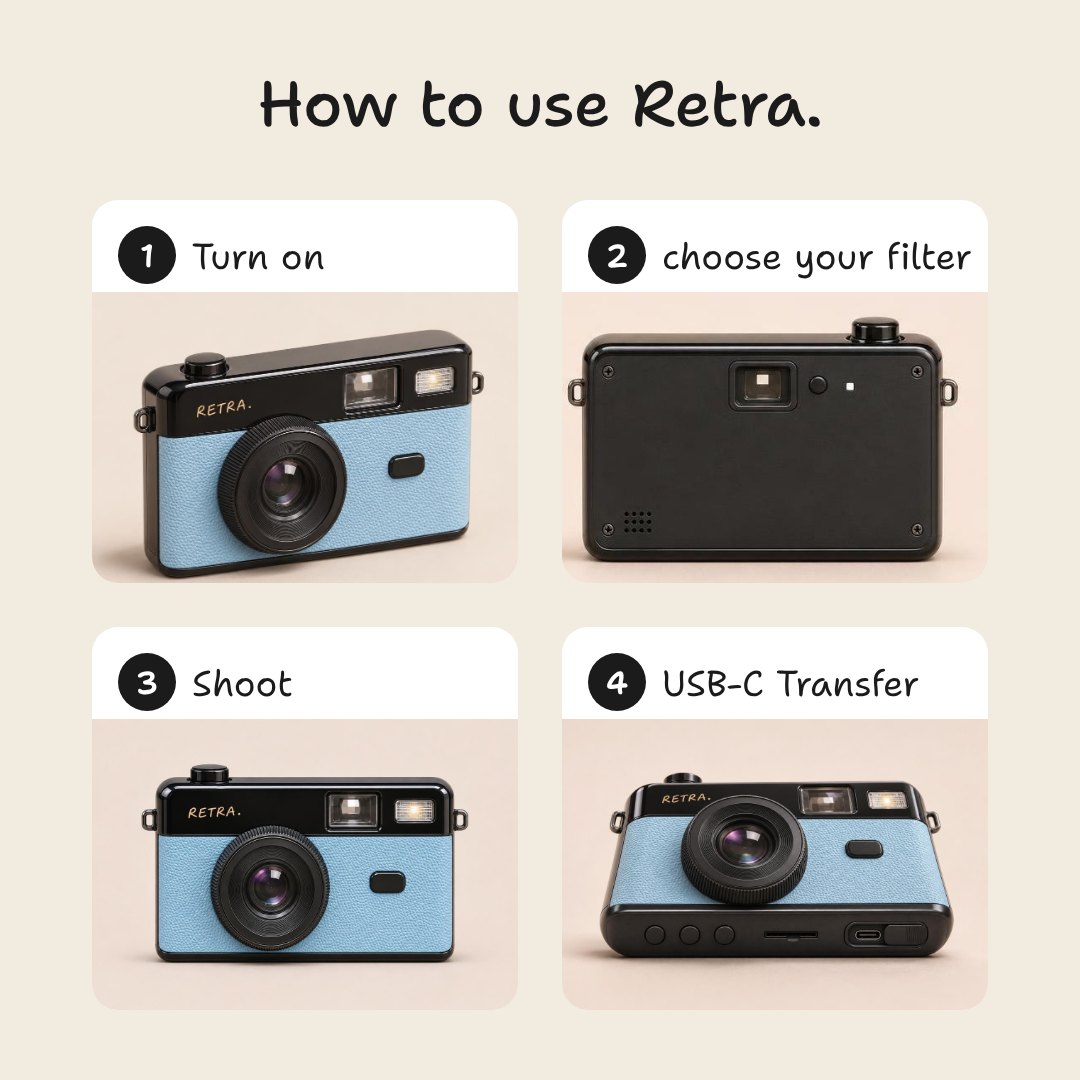 How to use Retra.
1 Turn on
2 choose your filter
RETRA.
3 Shoot
4 USB-C Transfer
RETRA.
RETRA.